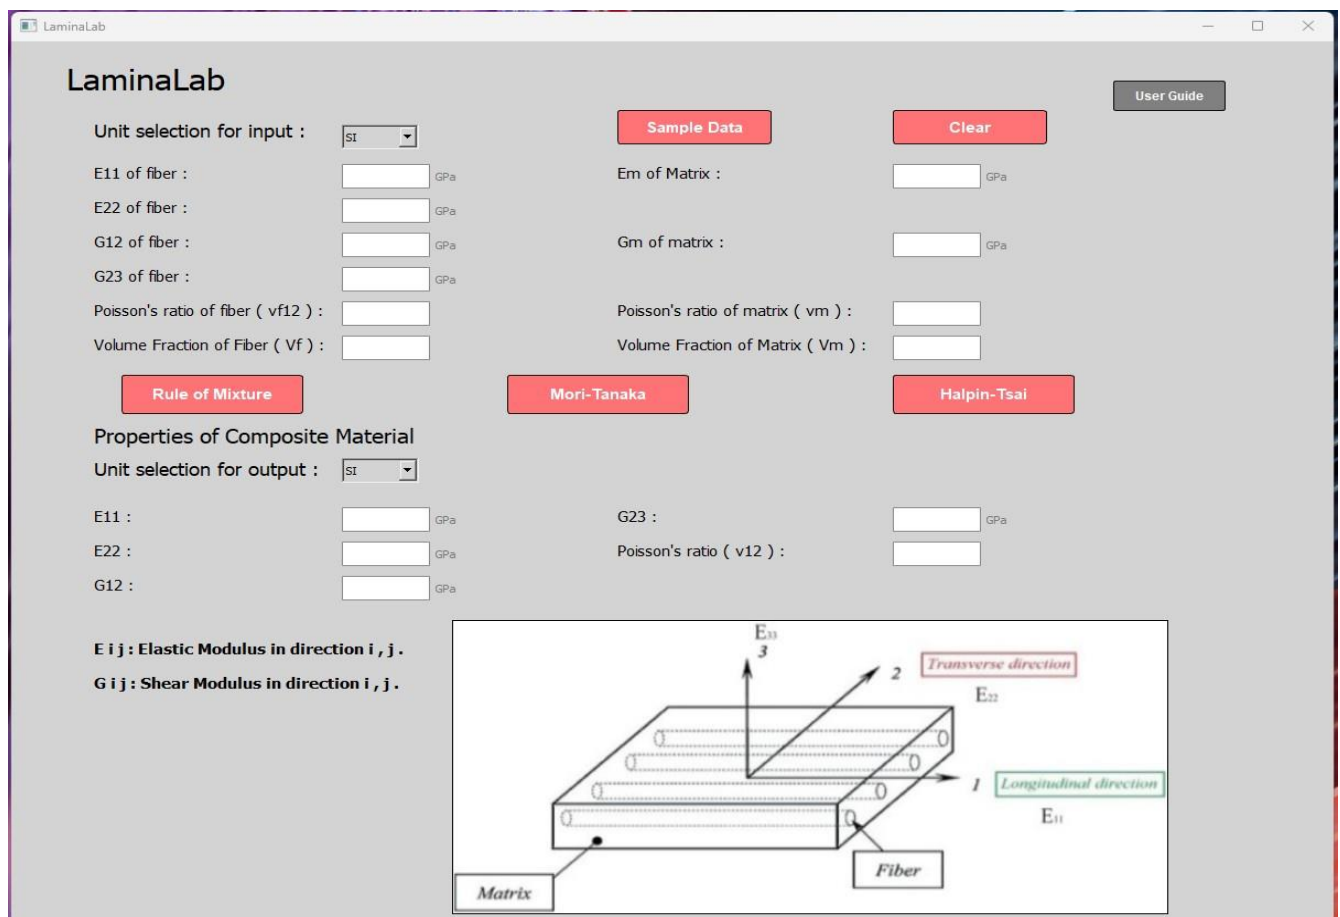 LaminaLab
LaminaLab
User Guide
Unit selection for input : SI
Sample Data
Clear
E11 of fiber : GPa
Em of Matrix : GPa
E22 of fiber : GPa
G12 of fiber : GPa
Gm of matrix : GPa
G23 of fiber : GPa
Poisson's ratio of fiber ( vf12 ) :
Poisson's ratio of matrix ( vm ) :
Volume Fraction of Fiber ( Vf ) :
Volume Fraction of Matrix ( Vm ) :
Rule of Mixture
Mori-Tanaka
Halpin-Tsai
Properties of Composite Material
Unit selection for output : SI
E11 : GPa
G23 : GPa
E22 : GPa
Poisson's ratio ( v12 ) :
G12 : GPa
E i j : Elastic Modulus in direction i , j .
G i j : Shear Modulus in direction i , j .
E33
3
2
Transverse direction
E22
1
Longitudinal direction
E11
Fiber
Matrix